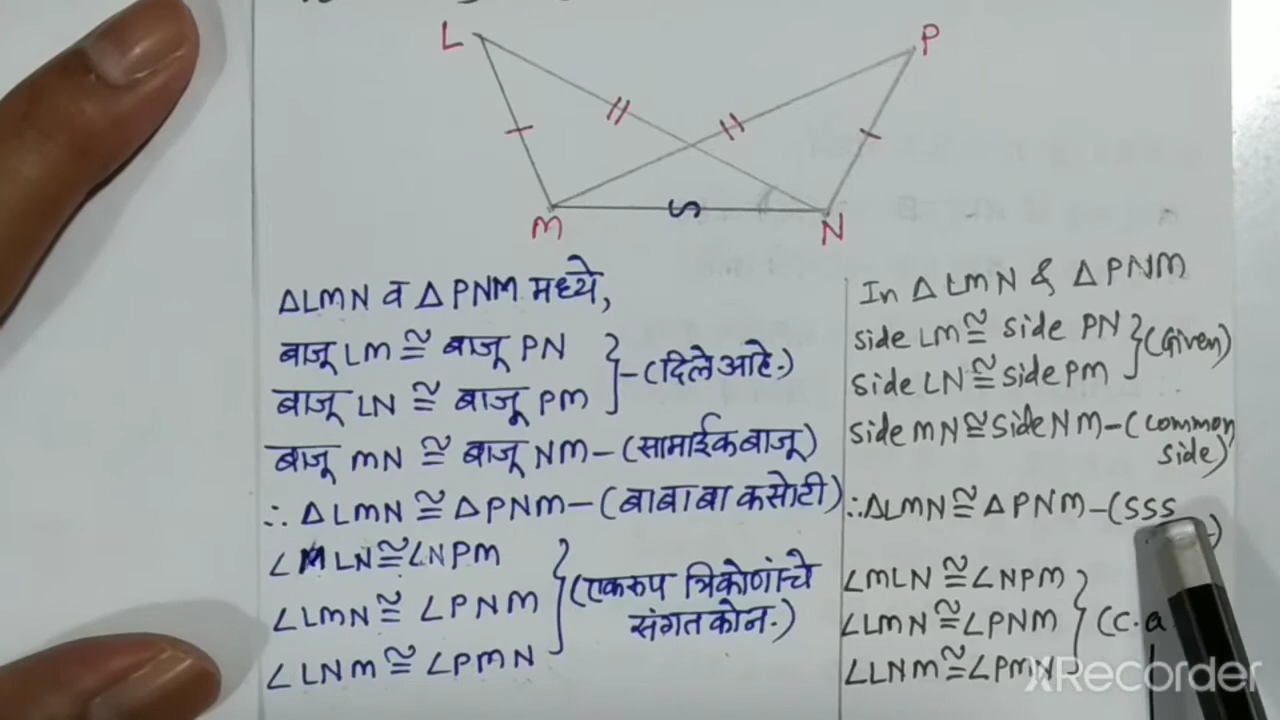 L
P
M
N
ΔLMN व ΔPNM मध्ये,
बाजू LM ≅ बाजू PN
बाजू LN ≅ बाजू PM
} - (दिले आहे.)
बाजू MN ≅ बाजू NM - (सामाईक बाजू)
∴ ΔLMN ≅ ΔPNM - (बाबाबा कसोटी)
∠MLN ≅ ∠NPM
∠LMN ≅ ∠PNM
∠LNM ≅ ∠PMN
} (एकरुप त्रिकोणांचे
संगतकोन.)
In ΔLMN & ΔPNM
side LM ≅ side PN
side LN ≅ side PM
} (Given)
side MN ≅ side NM - (common
side)
∴ ΔLMN ≅ ΔPNM - (SSS
∠MLN ≅ ∠NPM
∠LMN ≅ ∠PNM
∠LNM ≅ ∠PMN
} (C.a
XRecorder